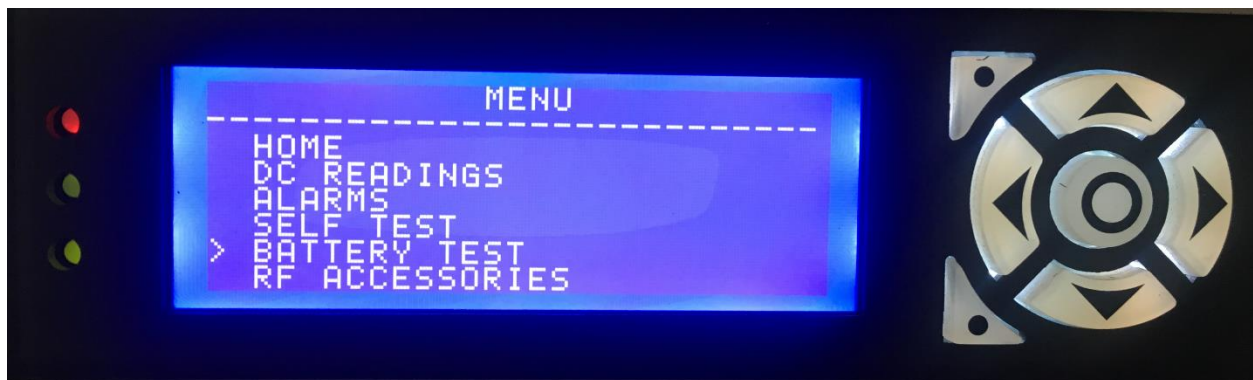 MENU
HOME
DC READINGS
ALARMS
SELF TEST
> BATTERY TEST
RF ACCESSORIES